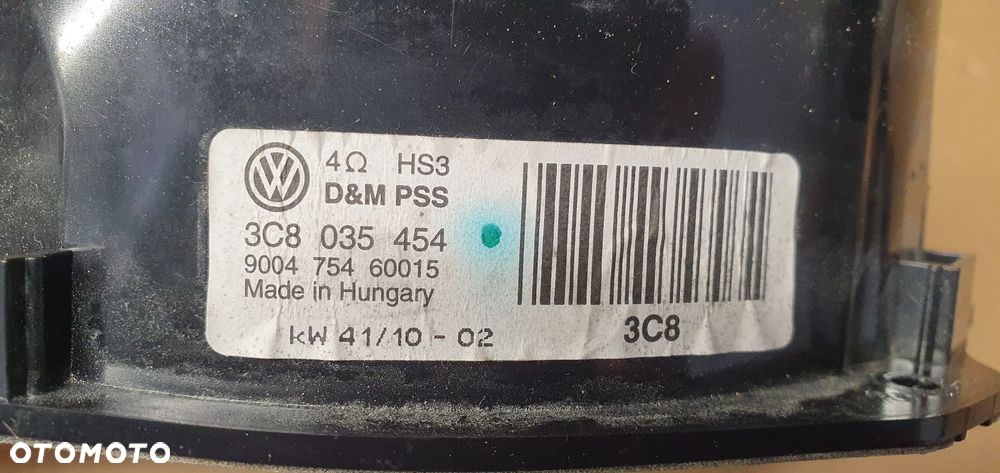 4Ω HS3
D&M PSS
3C8 035 454
9004 754 60015
Made in Hungary
kW 41/10 - 02
3C8
OTOMOTO